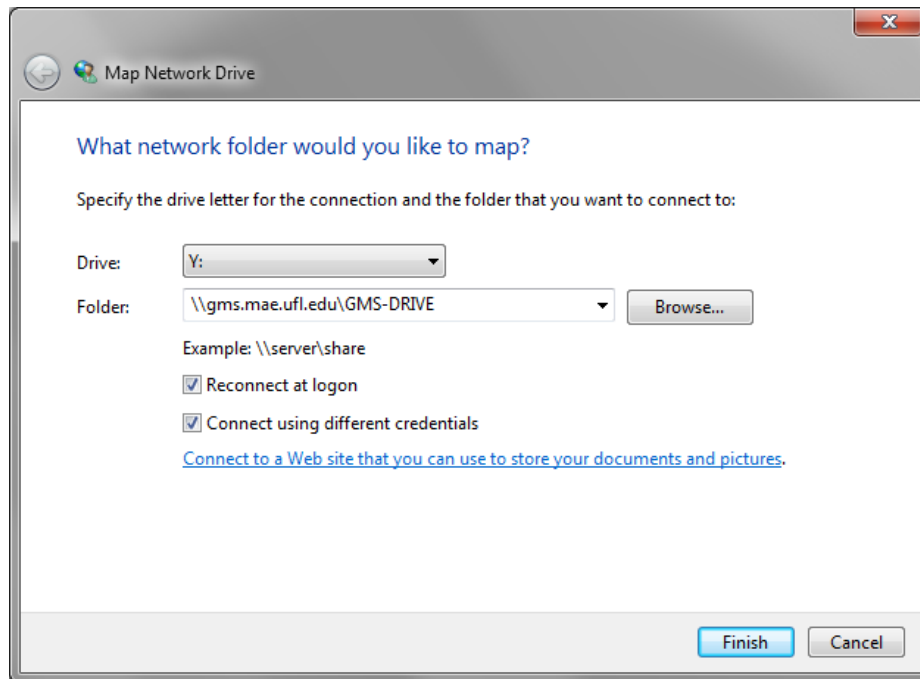 Map Network Drive
What network folder would you like to map?
Specify the drive letter for the connection and the folder that you want to connect to:
Drive: Y:
Folder: \\gms.mae.ufl.edu\GMS-DRIVE Browse...
Example: \\server\share
Reconnect at logon
Connect using different credentials
Connect to a Web site that you can use to store your documents and pictures.
Finish Cancel